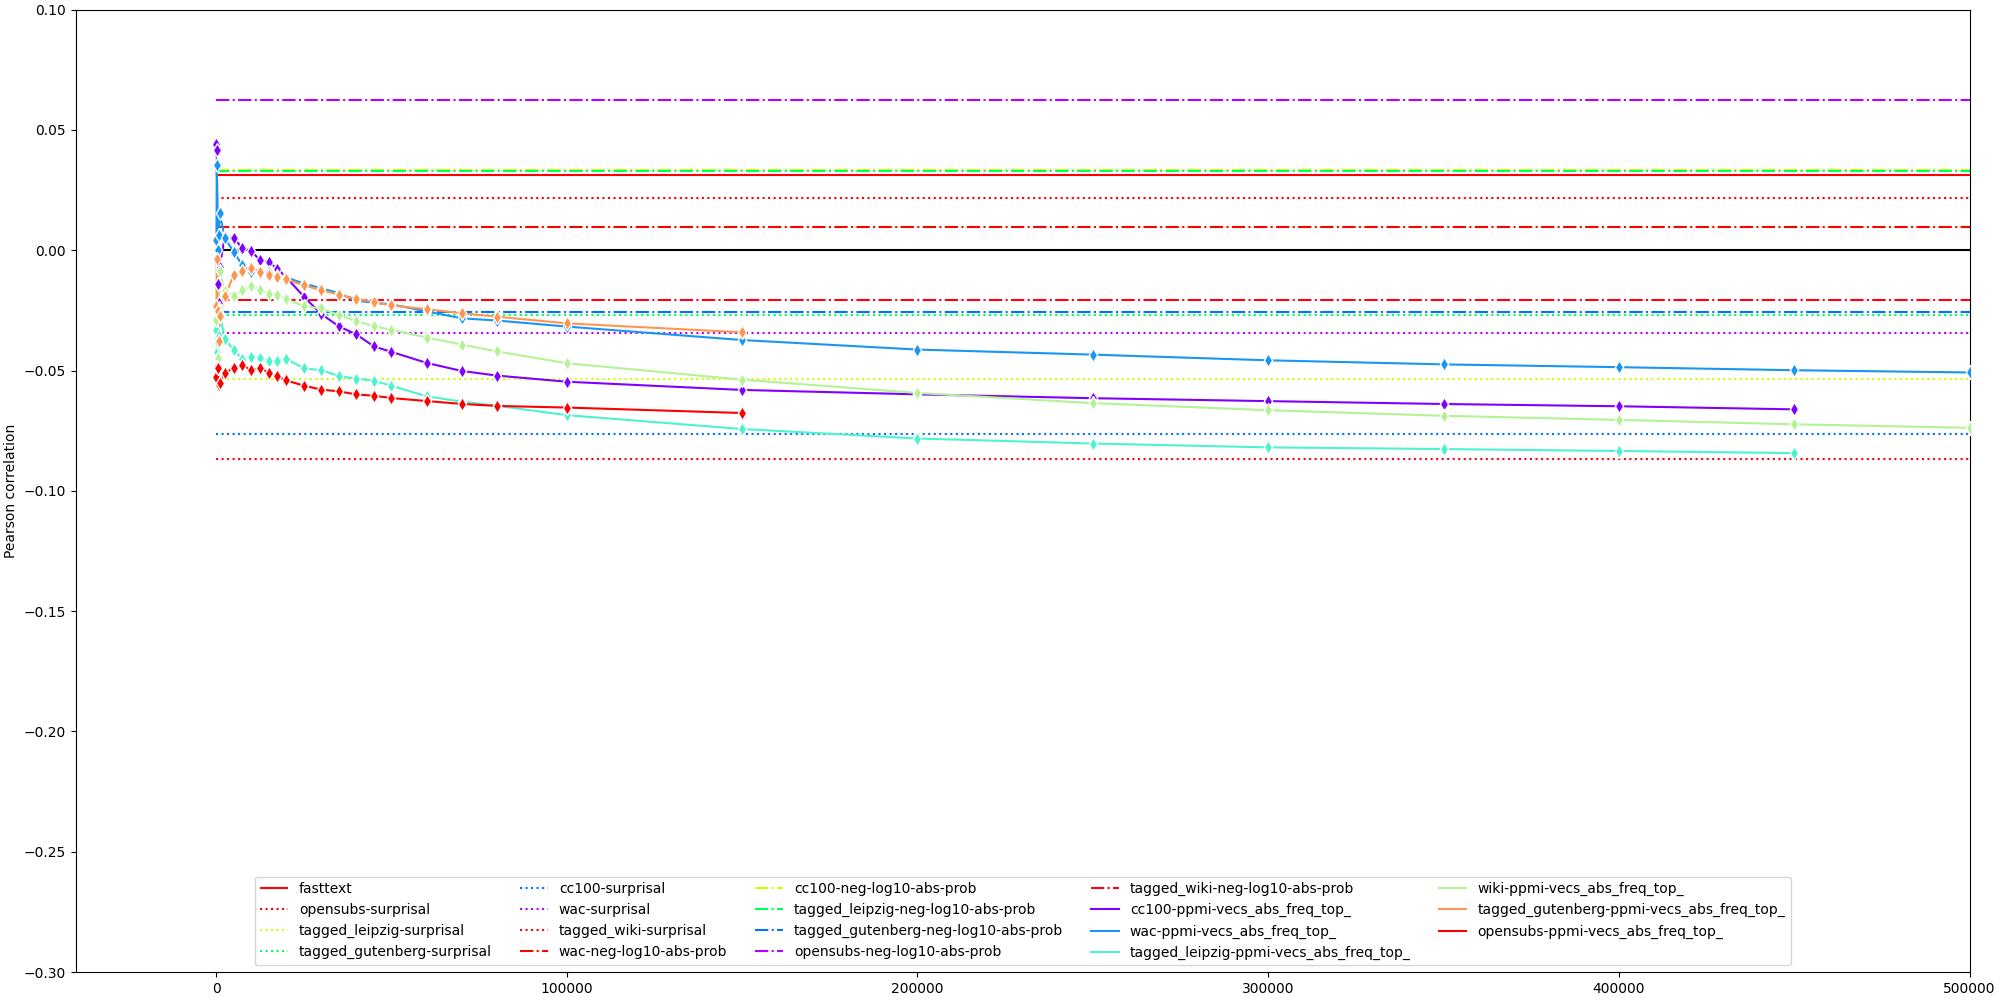 0.10
0.05
0.00
−0.05
−0.10
−0.15
−0.20
−0.25
−0.30
Pearson correlation
fasttext
opensubs-surprisal
tagged_leipzig-surprisal
tagged_gutenberg-surprisal
cc100-surprisal
wac-surprisal
tagged_wiki-surprisal
wac-neg-log10-abs-prob
cc100-neg-log10-abs-prob
tagged_leipzig-neg-log10-abs-prob
tagged_gutenberg-neg-log10-abs-prob
opensubs-neg-log10-abs-prob
tagged_wiki-neg-log10-abs-prob
cc100-ppmi-vecs_abs_freq_top_
wac-ppmi-vecs_abs_freq_top_
tagged_leipzig-ppmi-vecs_abs_freq_top_
wiki-ppmi-vecs_abs_freq_top_
tagged_gutenberg-ppmi-vecs_abs_freq_top_
opensubs-ppmi-vecs_abs_freq_top_
0
100000
200000
300000
400000
500000